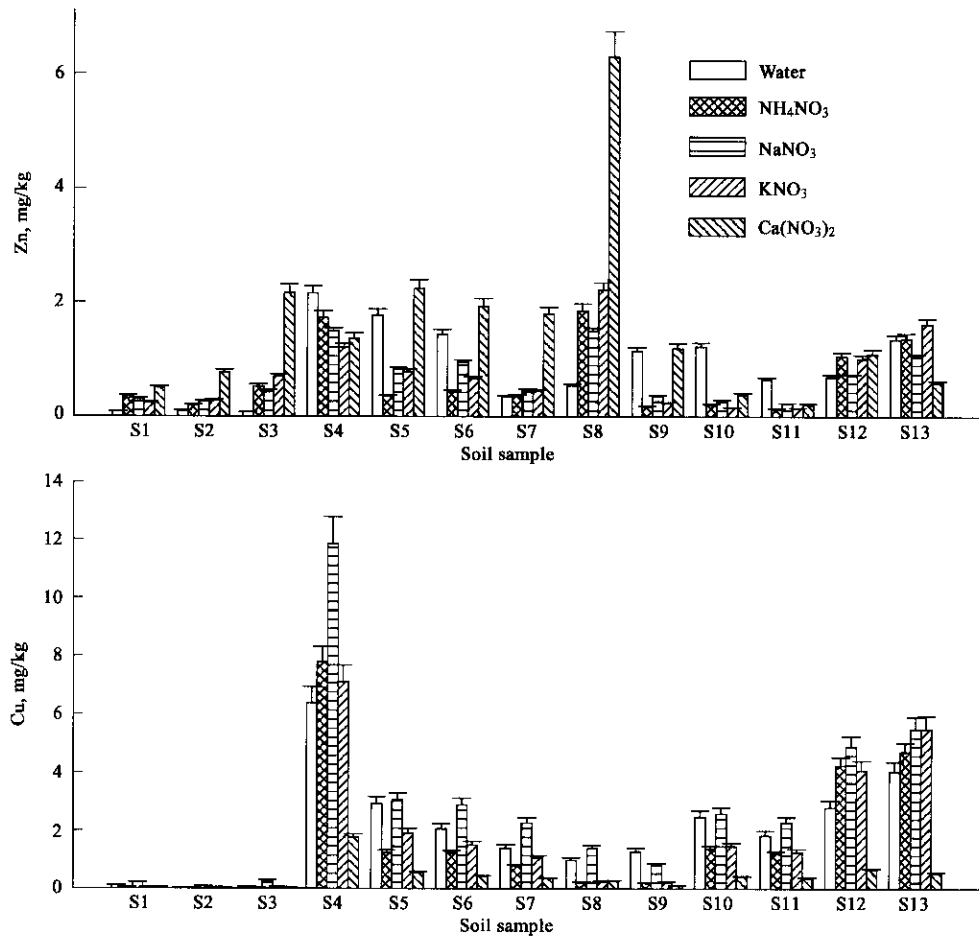 6
4
2
0
Zn, mg/kg
Water
NH₄NO₃
NaNO₃
KNO₃
Ca(NO₃)₂
S1 S2 S3 S4 S5 S6 S7 S8 S9 S10 S11 S12 S13
Soil sample
14
12
10
8
6
4
2
0
Cu, mg/kg
S1 S2 S3 S4 S5 S6 S7 S8 S9 S10 S11 S12 S13
Soil sample